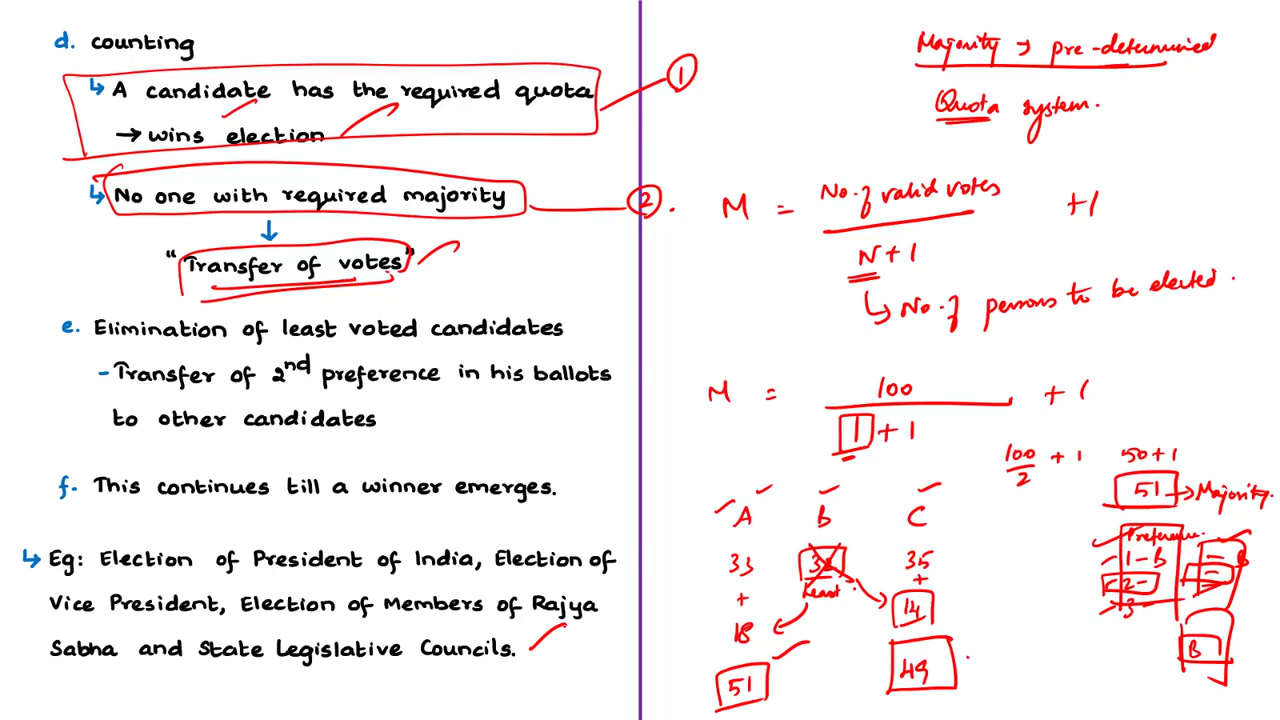 d. counting
↳ A candidate has the required quota
→ wins election
①
↳ No one with required majority
②.
↓
"Transfer of votes"
e. Elimination of least voted candidates
- Transfer of 2nd preference in his ballots
to other candidates
f. This continues till a winner emerges.
↳ Eg: Election of President of India, Election of
Vice President, Election of Members of Rajya
Sabha and State Legislative Councils.
Majority → pre-determined
Quota system.
M = No. of valid votes / N + 1 + 1
↳ No. of persons to be elected.
M = 100 / 1 + 1 + 1
100/2 + 1
50+1
51 → Majority.
A B C
33 35
Least
+ +
18 14
51 49
Preference
1 - B
2 -
3
B
B